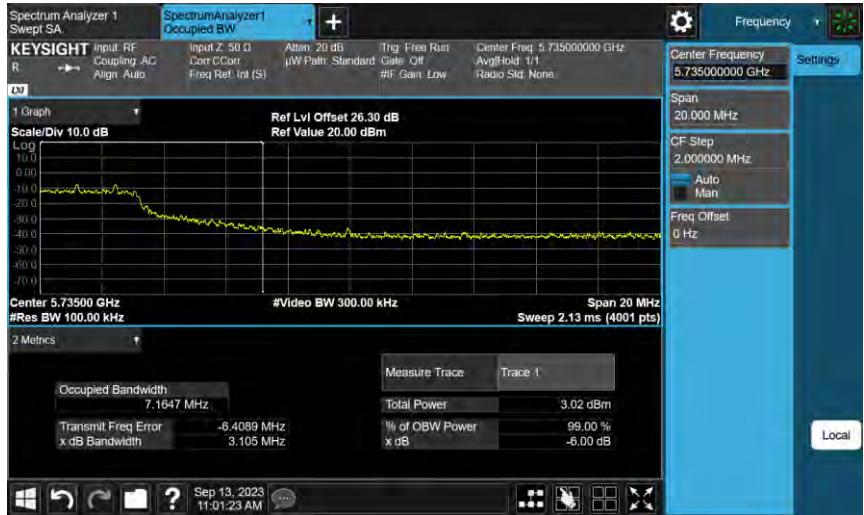 Spectrum Analyzer 1
Swept SA
SpectrumAnalyzer1
Occupied BW
Frequency
KEYSIGHT
R
LXI
Input: RF
Coupling: AC
Align: Auto
Input Z: 50 Ω
Corr CCorr
Freq Ref: Int (S)
Atten: 20 dB
µW Path: Standard
Trig: Free Run
Gate: Off
#IF Gain: Low
Center Freq: 5.735000000 GHz
Avg|Hold: 1/1
Radio Std: None
1 Graph
Scale/Div 10.0 dB
Ref Lvl Offset 26.30 dB
Ref Value 20.00 dBm
Log
10.0
0.00
-10.0
-20.0
-30.0
-40.0
-50.0
-60.0
-70.0
Center 5.73500 GHz
#Res BW 100.00 kHz
#Video BW 300.00 kHz
Span 20 MHz
Sweep 2.13 ms (4001 pts)
2 Metrics
Measure Trace Trace 1
Occupied Bandwidth
7.1647 MHz
Total Power 3.02 dBm
Transmit Freq Error -6.4089 MHz
% of OBW Power 99.00 %
x dB Bandwidth 3.105 MHz
x dB -6.00 dB
Center Frequency
5.735000000 GHz
Settings
Span
20.000 MHz
CF Step
2.000000 MHz
Auto
Man
Freq Offset
0 Hz
Local
?
Sep 13, 2023
11:01:23 AM